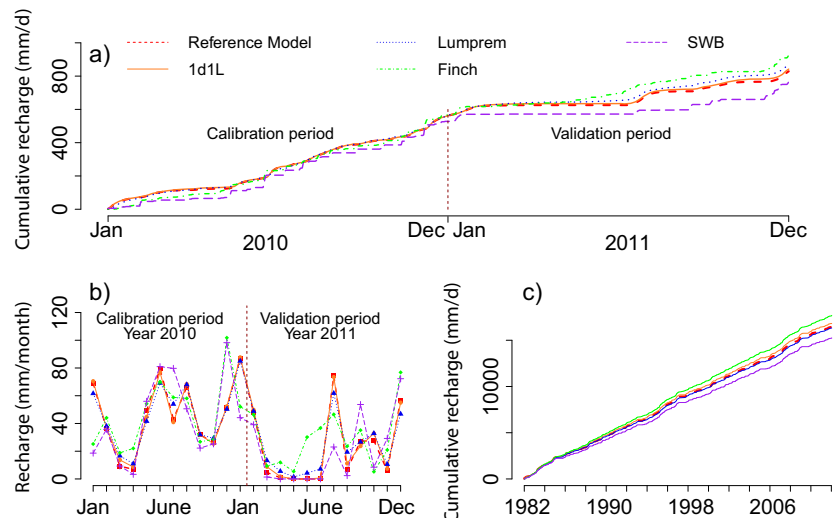 a)
Reference Model
Lumprem
SWB
1d1L
Finch
Cumulative recharge (mm/d)
800
400
0
Calibration period
Validation period
Jan
Dec
Jan
Dec
2010
2011
b)
Calibration period
Year 2010
Validation period
Year 2011
Recharge (mm/month)
120
80
40
0
Jan
June
Jan
June
Dec
c)
Cumulative recharge (mm/d)
10000
0
1982
1990
1998
2006